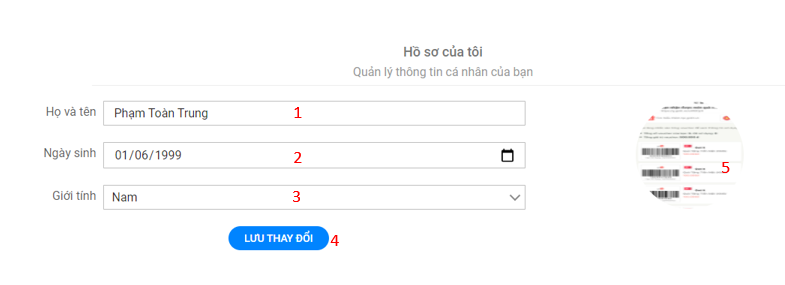 Hồ sơ của tôi
Quản lý thông tin cá nhân của bạn
Họ và tên
Phạm Toàn Trung
1
Ngày sinh
01/06/1999
2
Giới tính
Nam
3
LƯU THAY ĐỔI
4
5